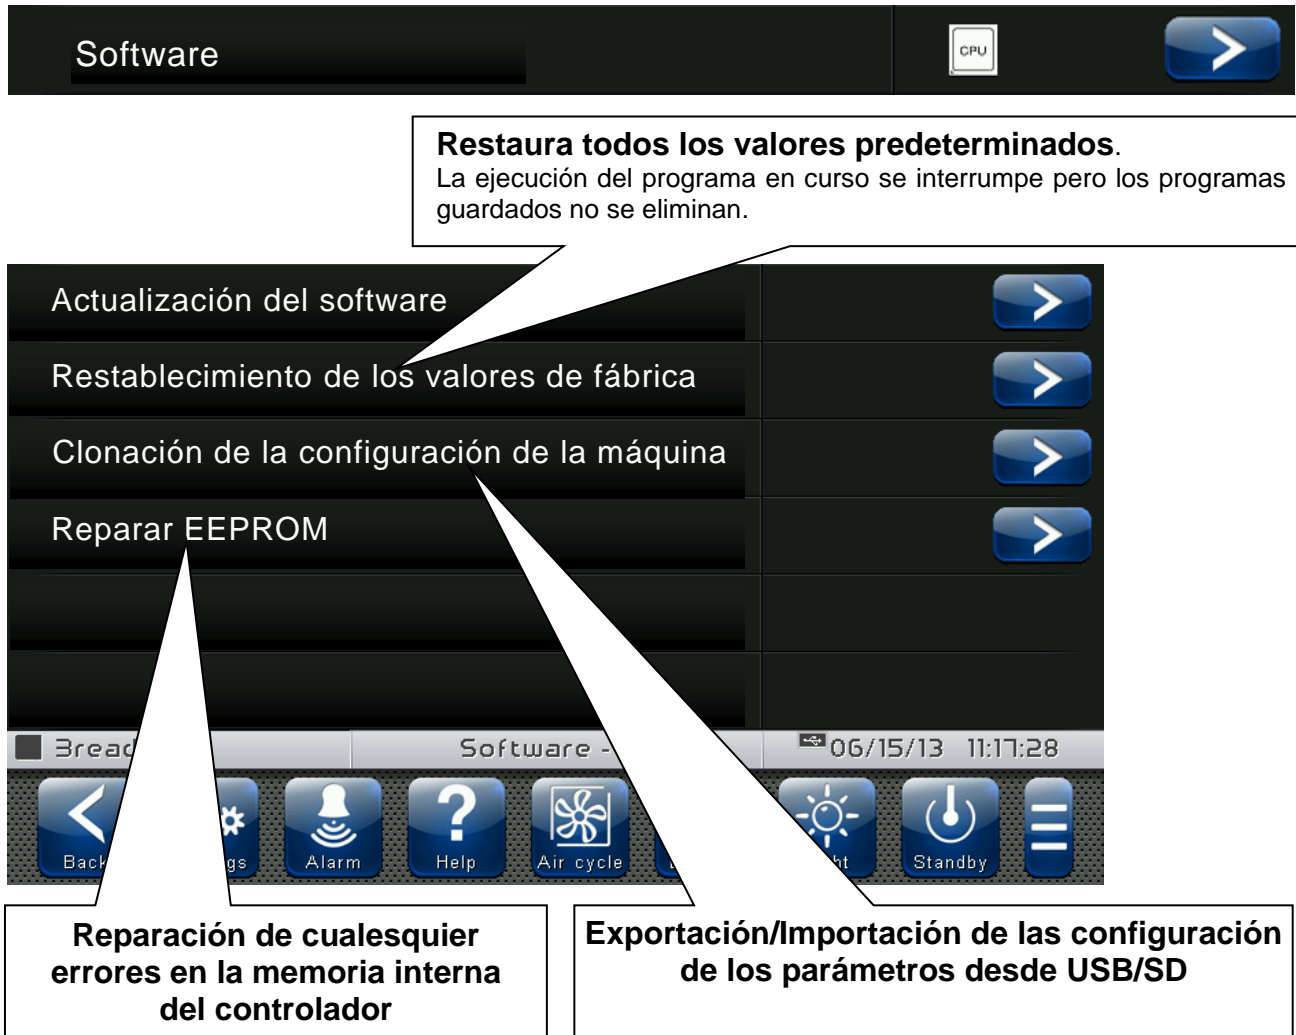 Software
CPU
Restaura todos los valores predeterminados.
La ejecución del programa en curso se interrumpe pero los programas
guardados no se eliminan.
Actualización del software
Restablecimiento de los valores de fábrica
Clonación de la configuración de la máquina
Reparar EEPROM
Software -
06/15/13 11:17:28
Back
Alarm
Help
Air cycle
Standby
Reparación de cualesquier
errores en la memoria interna
del controlador
Exportación/Importación de las configuración
de los parámetros desde USB/SD